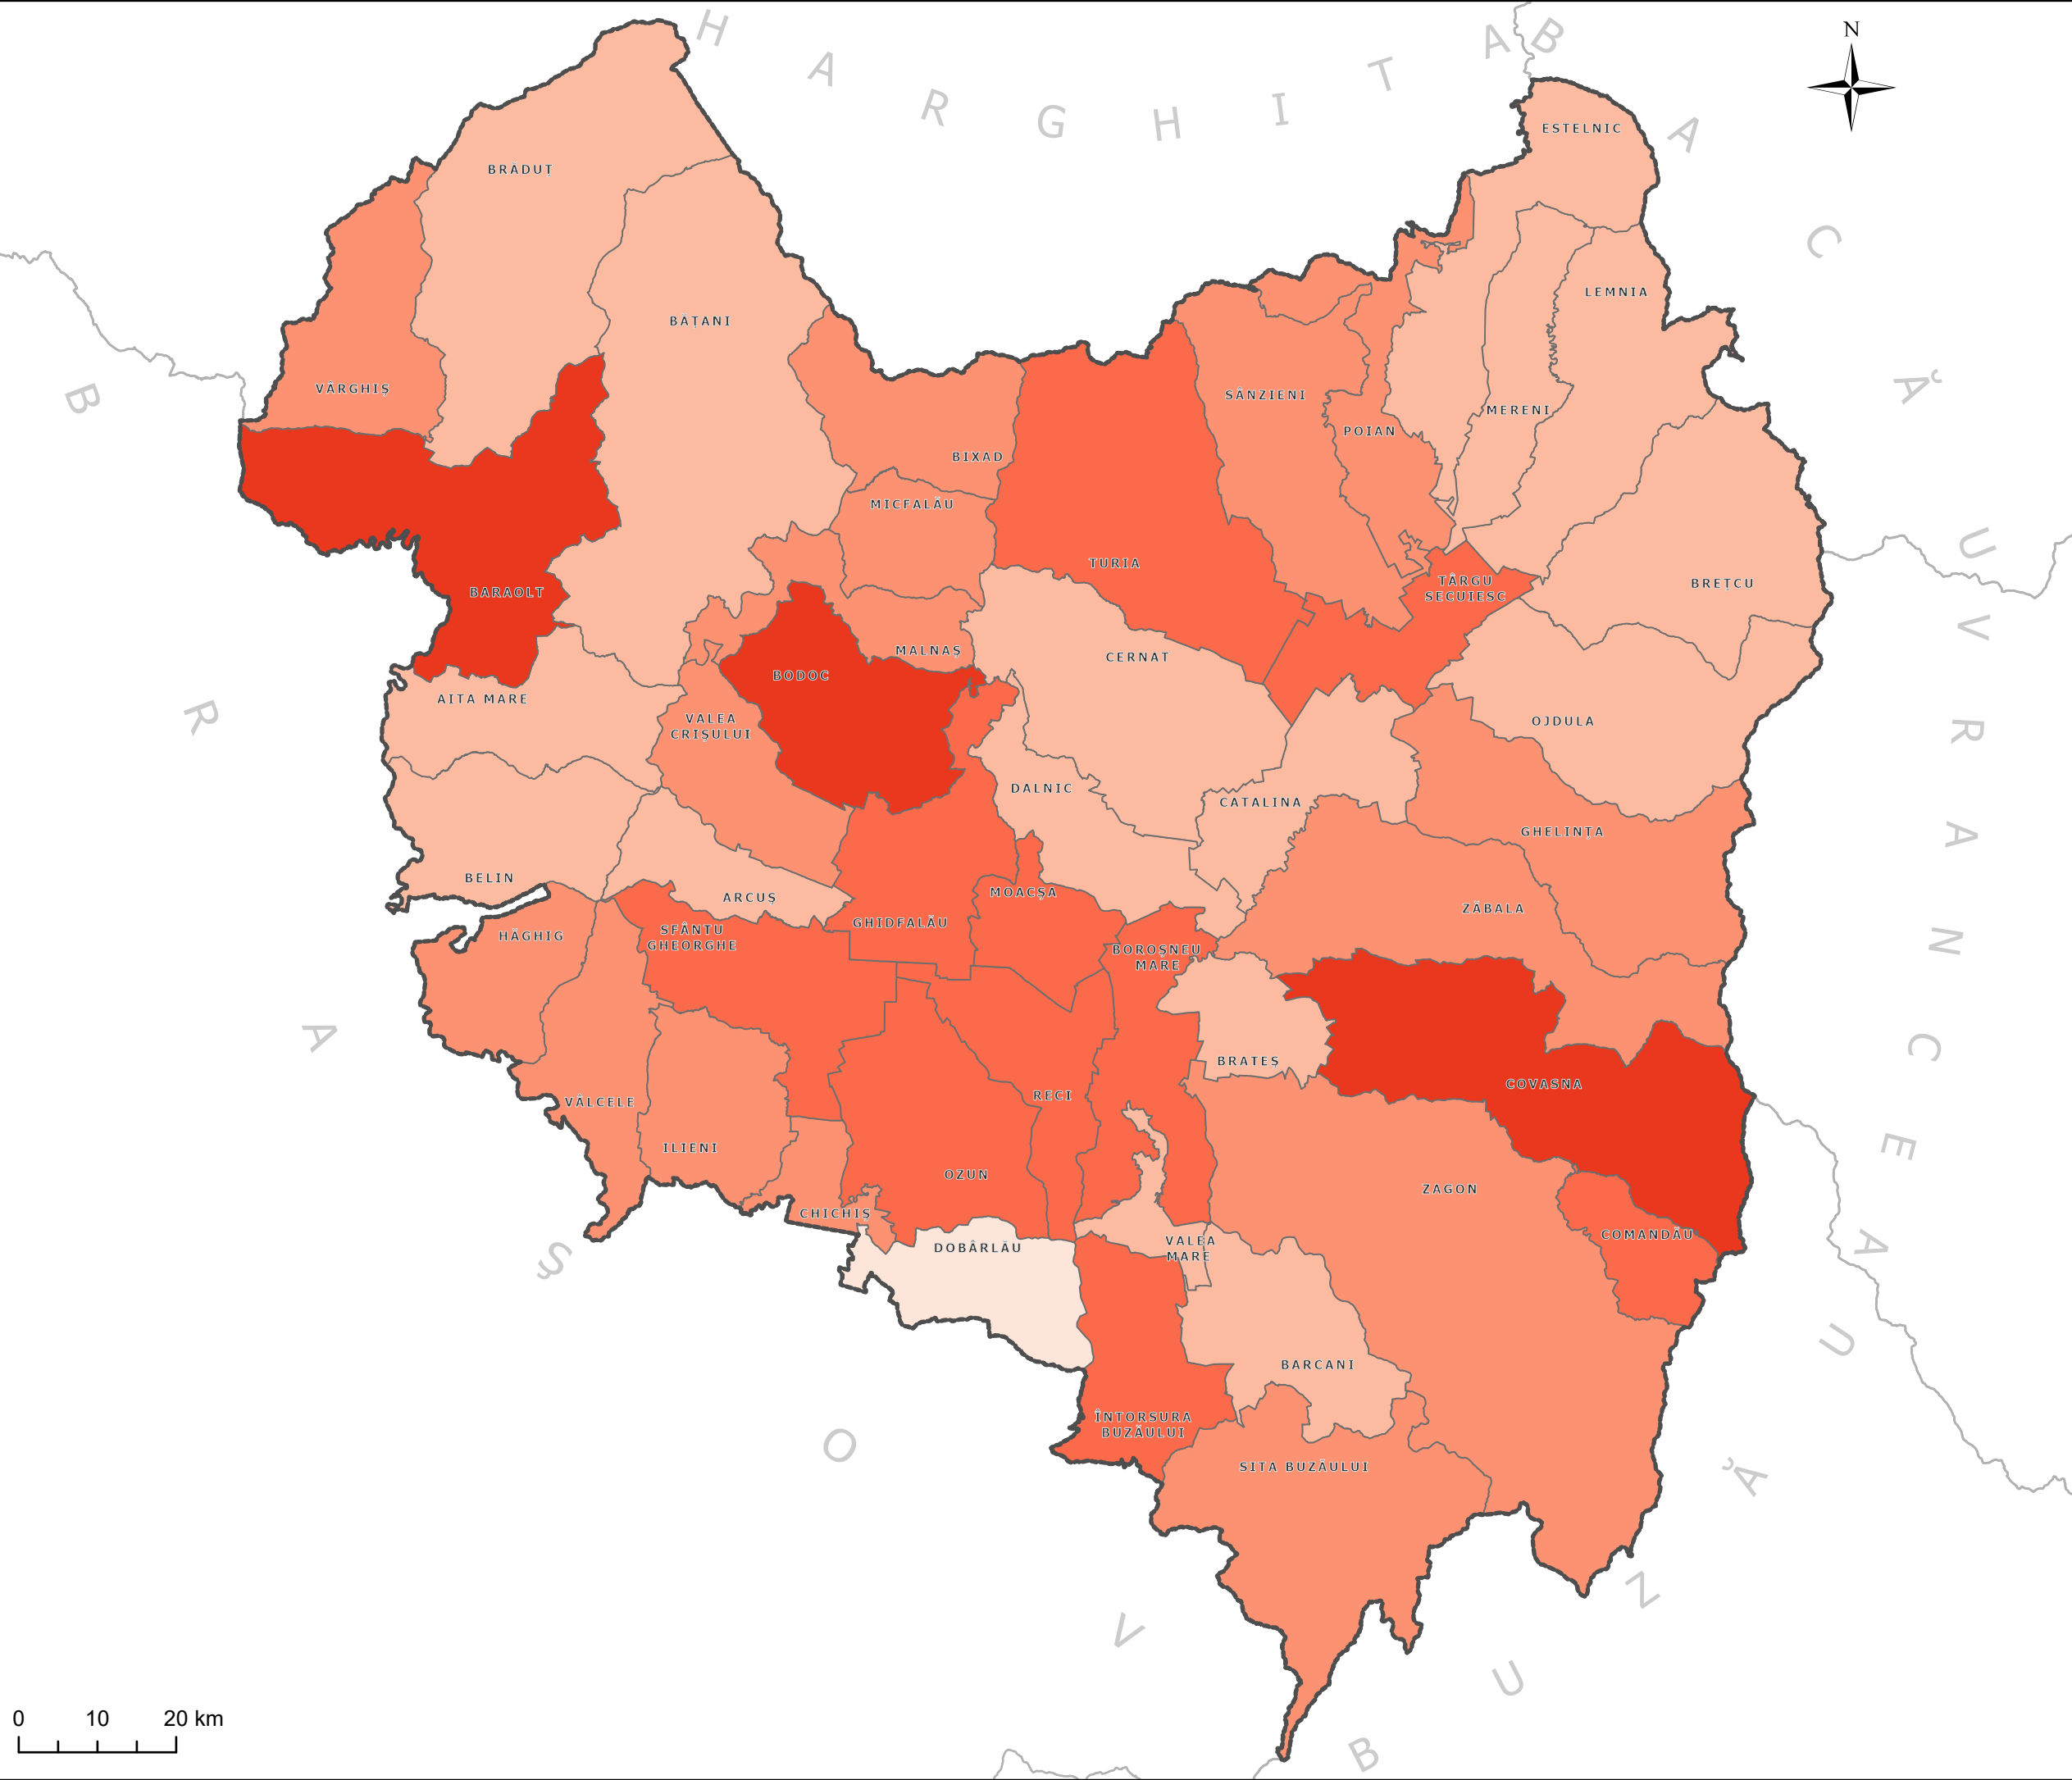 N
HARGHITA
BACĂU
VRANCEA
BUZĂU
BRAȘOV
ESTELNIC
BRĂDUT
LEMNIA
BAȚANI
VÂRGHIȘ
SÂNZIENI
MERENI
POIAN
BIXAD
MICFALĂU
TURIA
TÂRGU
SECUIESC
BREȚCU
BARAOLT
MALNAȘ
CERNAT
BODOC
AITA MARE
VALEA
CRIȘULUI
OJDULA
DALNIC
CATALINA
GHELINȚA
BELIN
ARCUȘ
MOACȘA
ZĂBALA
GHIDFALĂU
HĂGHIG
SFÂNTU
GHEORGHE
BOROȘNEU
MARE
BRATEȘ
COVASNA
RECI
VÂLCELE
ILIENI
OZUN
ZAGON
CHICHIȘ
COMANDĂU
DOBÂRLĂU
VALEA
MARE
BARCANI
ÎNTORSURA
BUZĂULUI
SITA BUZĂULUI
0 10 20 km